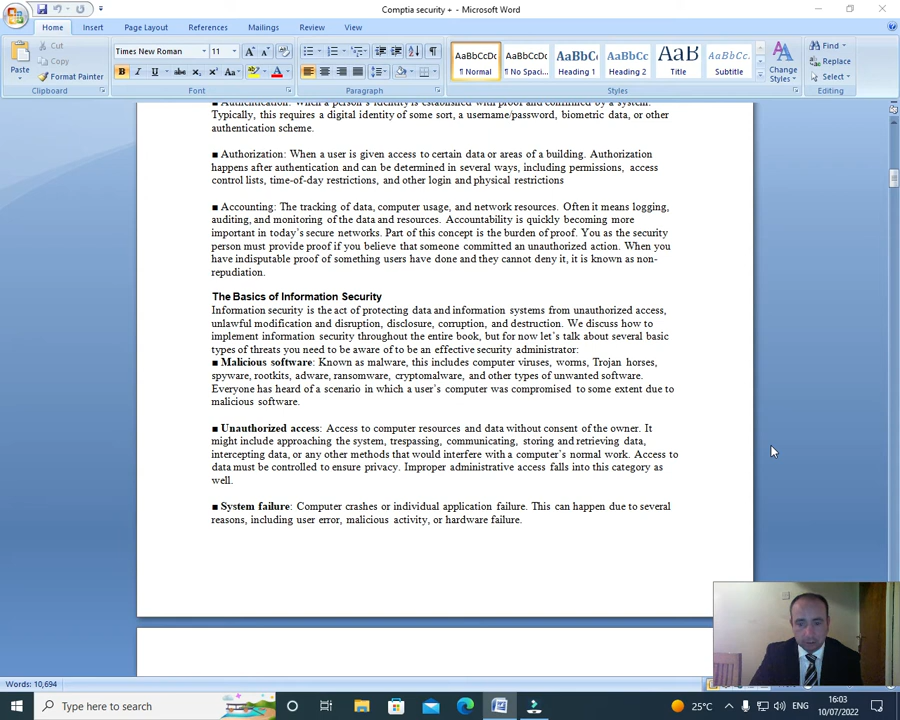 Comptia security + - Microsoft Word
Home Insert Page Layout References Mailings Review View
Cut
Copy
Paste
Format Painter
Times New Roman 11
B I U abc X₂ X² Aa
AaBbCcDc AaBbCcDc AaBbCc AaBbCc AaB AaBbCc.
¶ Normal ¶ No Spaci... Heading 1 Heading 2 Title Subtitle
Change Styles
Find
Replace
Select
Clipboard Font Paragraph Styles Editing
■ Authentication: When a person's identity is established with proof and confirmed by a system.
Typically, this requires a digital identity of some sort, a username/password, biometric data, or other
authentication scheme.
■ Authorization: When a user is given access to certain data or areas of a building. Authorization
happens after authentication and can be determined in several ways, including permissions, access
control lists, time-of-day restrictions, and other login and physical restrictions
■ Accounting: The tracking of data, computer usage, and network resources. Often it means logging,
auditing, and monitoring of the data and resources. Accountability is quickly becoming more
important in today's secure networks. Part of this concept is the burden of proof. You as the security
person must provide proof if you believe that someone committed an unauthorized action. When you
have indisputable proof of something users have done and they cannot deny it, it is known as non-
repudiation.
The Basics of Information Security
Information security is the act of protecting data and information systems from unauthorized access,
unlawful modification and disruption, disclosure, corruption, and destruction. We discuss how to
implement information security throughout the entire book, but for now let's talk about several basic
types of threats you need to be aware of to be an effective security administrator:
■ Malicious software: Known as malware, this includes computer viruses, worms, Trojan horses,
spyware, rootkits, adware, ransomware, cryptomalware, and other types of unwanted software.
Everyone has heard of a scenario in which a user's computer was compromised to some extent due to
malicious software.
■ Unauthorized access: Access to computer resources and data without consent of the owner. It
might include approaching the system, trespassing, communicating, storing and retrieving data,
intercepting data, or any other methods that would interfere with a computer's normal work. Access to
data must be controlled to ensure privacy. Improper administrative access falls into this category as
well.
■ System failure: Computer crashes or individual application failure. This can happen due to several
reasons, including user error, malicious activity, or hardware failure.
Words: 10,694
Type here to search
25°C
ENG
16:03
10/07/2022